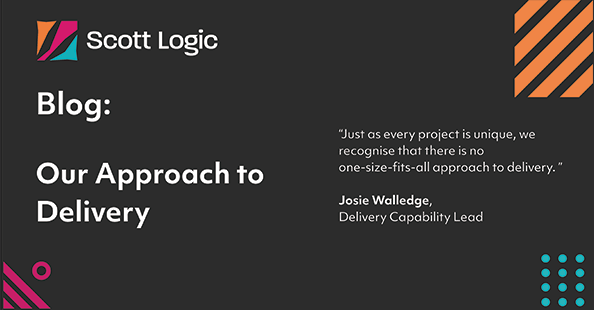 Scott Logic
Blog:
Our Approach to
Delivery
“Just as every project is unique, we
recognise that there is no
one-size-fits-all approach to delivery. ”
Josie Walledge,
Delivery Capability Lead